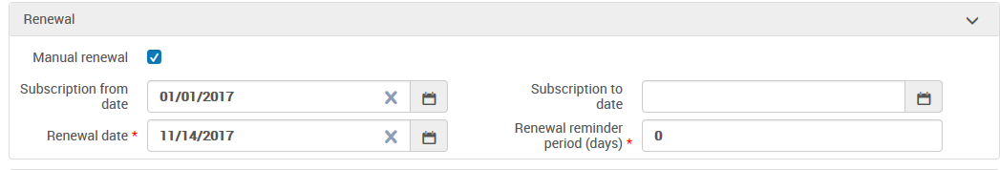 Renewal
Manual renewal
Subscription from
date
01/01/2017
Subscription to
date
Renewal date *
11/14/2017
Renewal reminder
period (days) *
0